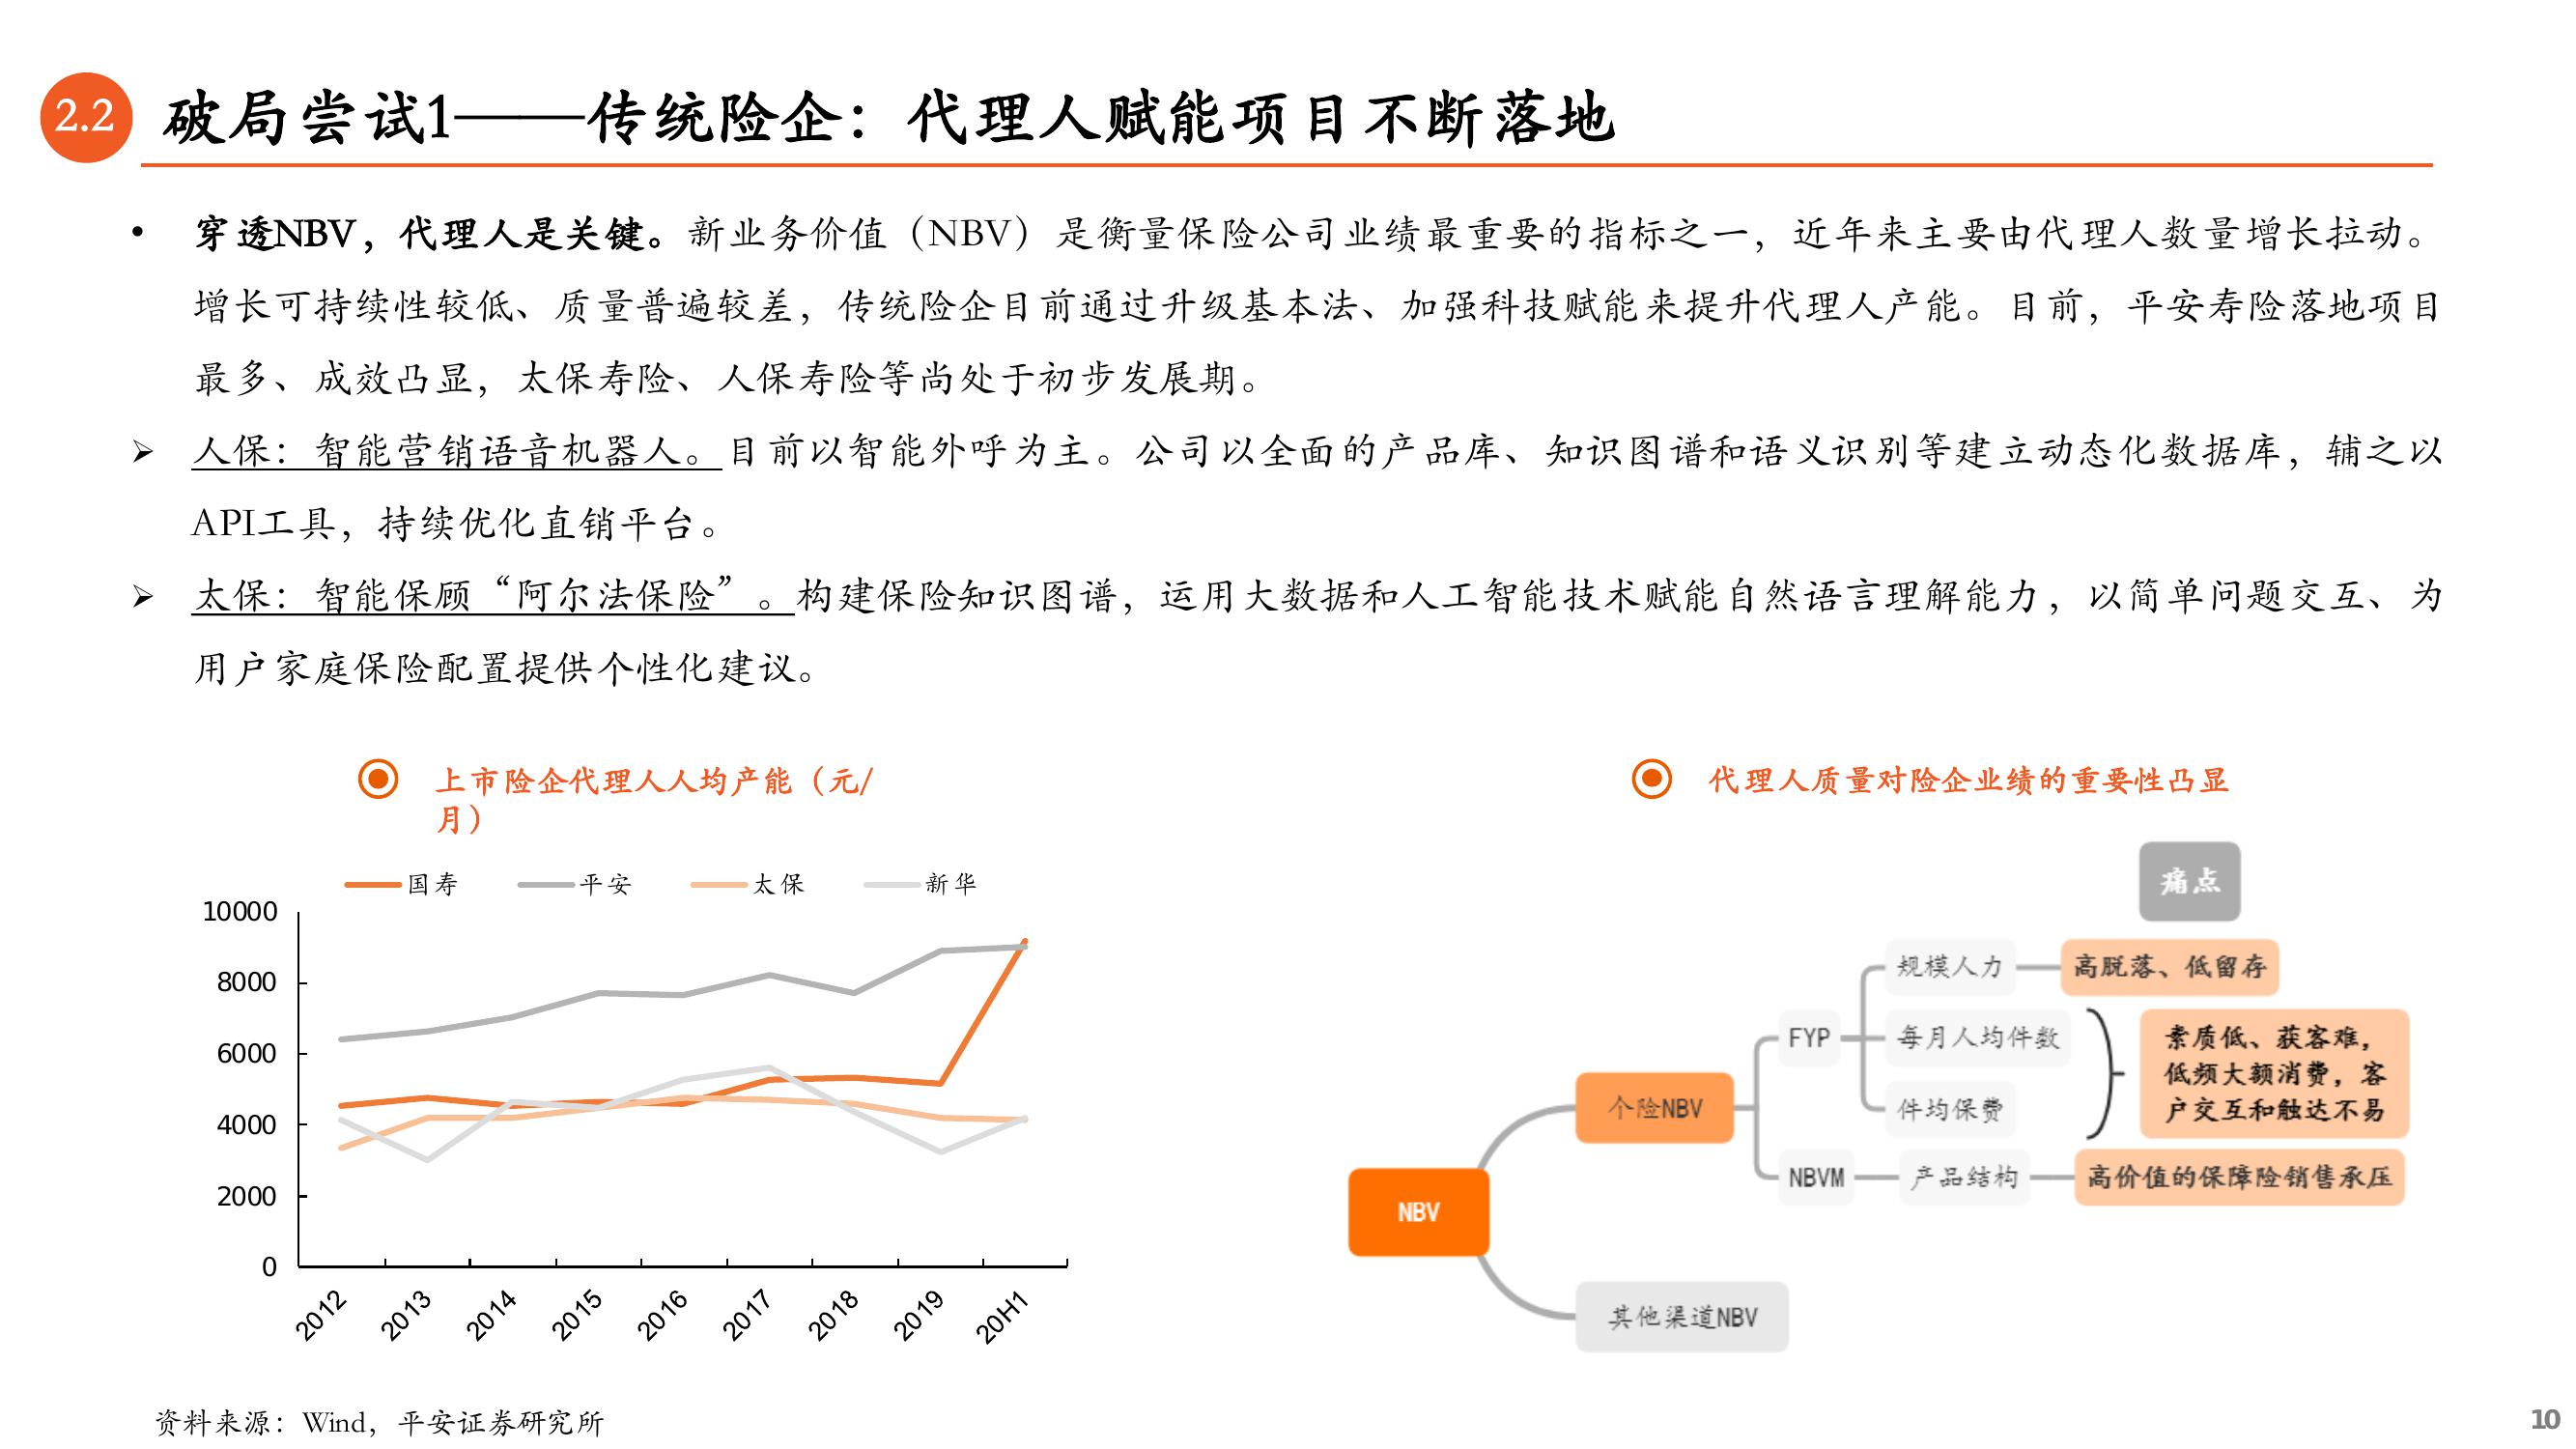 2.2
破局尝试1——传统险企：代理人赋能项目不断落地
• 穿透NBV，代理人是关键。新业务价值（NBV）是衡量保险公司业绩最重要的指标之一，近年来主要由代理人数量增长拉动。
增长可持续性较低、质量普遍较差，传统险企目前通过升级基本法、加强科技赋能来提升代理人产能。目前，平安寿险落地项目
最多、成效凸显，太保寿险、人保寿险等尚处于初步发展期。
➢ 人保：智能营销语音机器人。目前以智能外呼为主。公司以全面的产品库、知识图谱和语义识别等建立动态化数据库，辅之以
API工具，持续优化直销平台。
➢ 太保：智能保顾“阿尔法保险”。构建保险知识图谱，运用大数据和人工智能技术赋能自然语言理解能力，以简单问题交互、为
用户家庭保险配置提供个性化建议。
上市险企代理人人均产能（元/
月）
国寿 平安 太保 新华
10000
8000
6000
4000
2000
0
2012 2013 2014 2015 2016 2017 2018 2019 20H1
代理人质量对险企业绩的重要性凸显
痛点
规模人力 高脱落、低留存
FYP 每月人均件数
件均保费
素质低、获客难，
低频大额消费，客
户交互和触达不易
个险NBV
NBVM 产品结构 高价值的保障险销售承压
NBV
其他渠道NBV
资料来源：Wind，平安证券研究所
10